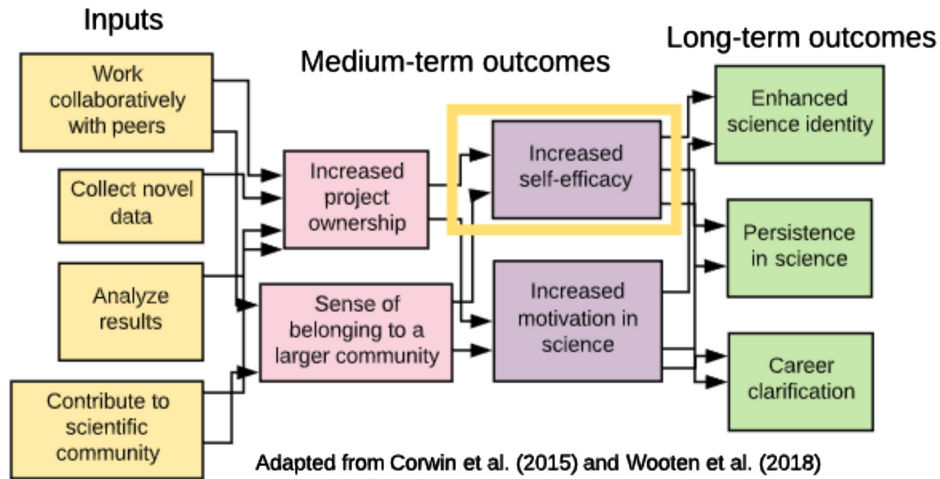 Inputs
Medium-term outcomes
Long-term outcomes
Work
collaboratively
with peers
Collect novel
data
Analyze
results
Contribute to
scientific
community
Increased
project
ownership
Sense of
belonging to a
larger community
Increased
self-efficacy
Increased
motivation in
science
Enhanced
science identity
Persistence
in science
Career
clarification
Adapted from Corwin et al. (2015) and Wooten et al. (2018)